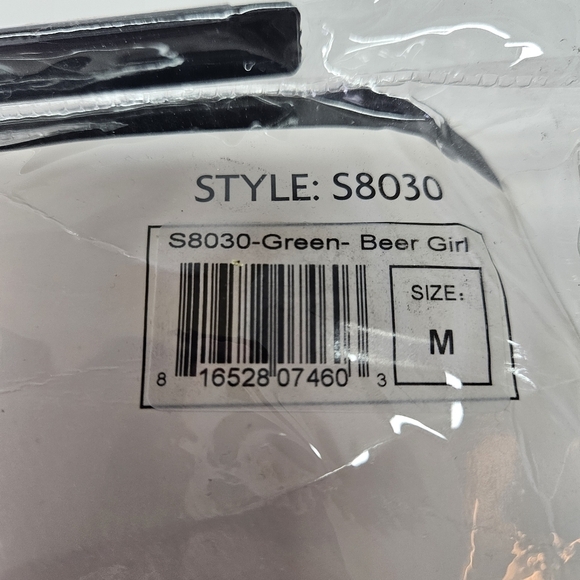 STYLE: S8030
S8030-Green- Beer Girl
SIZE:
M
8 16528 07460 3